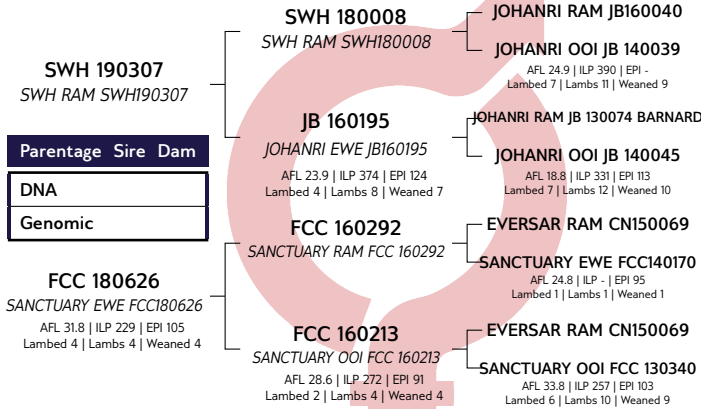 SWH 190307
SWH RAM SWH190307
Parentage Sire Dam
DNA
Genomic
FCC 180626
SANCTUARY EWE FCC180626
AFL 31.8 | ILP 229 | EPI 105
Lambed 4 | Lambs 4 | Weaned 4
SWH 180008
SWH RAM SWH180008
JB 160195
JOHANRI EWE JB160195
AFL 23.9 | ILP 374 | EPI 124
Lambed 4 | Lambs 8 | Weaned 7
FCC 160292
SANCTUARY RAM FCC 160292
FCC 160213
SANCTUARY OOI FCC 160213
AFL 28.6 | ILP 272 | EPI 91
Lambed 2 | Lambs 4 | Weaned 4
JOHANRI RAM JB160040
JOHANRI OOI JB 140039
AFL 24.9 | ILP 390 | EPI -
Lambed 7 | Lambs 11 | Weaned 9
JOHANRI RAM JB 130074 BARNARD
JOHANRI OOI JB 140045
AFL 18.8 | ILP 331 | EPI 113
Lambed 7 | Lambs 12 | Weaned 10
EVERSAR RAM CN150069
SANCTUARY EWE FCC140170
AFL 24.8 | ILP - | EPI 95
Lambed 1 | Lambs 1 | Weaned 1
EVERSAR RAM CN150069
SANCTUARY OOI FCC 130340
AFL 33.8 | ILP 257 | EPI 103
Lambed 6 | Lambs 10 | Weaned 9